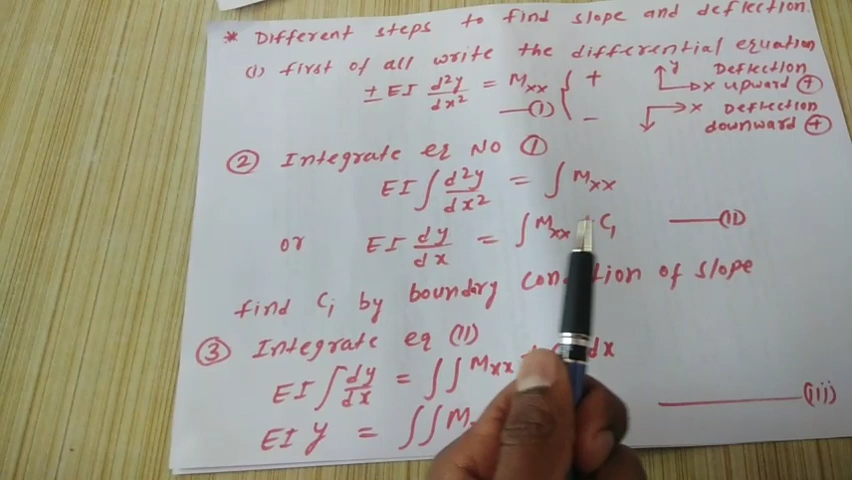 * Different steps to find slope and deflection.
(1) first of all write the differential equation
± EI d²y/dx² = Mxx { + y x Deflection upward (+)
—(1) { − x Deflection downward (+)
(2) Integrate eq No (1)
EI ∫ d²y/dx² = ∫ Mxx
or EI dy/dx = ∫ Mxx C₁ —(II)
find C₁ by boundary condition of slope
(3) Integrate eq (II)
EI ∫ dy/dx = ∫∫ Mxx + dx
EI y = ∫∫ M —(iii)